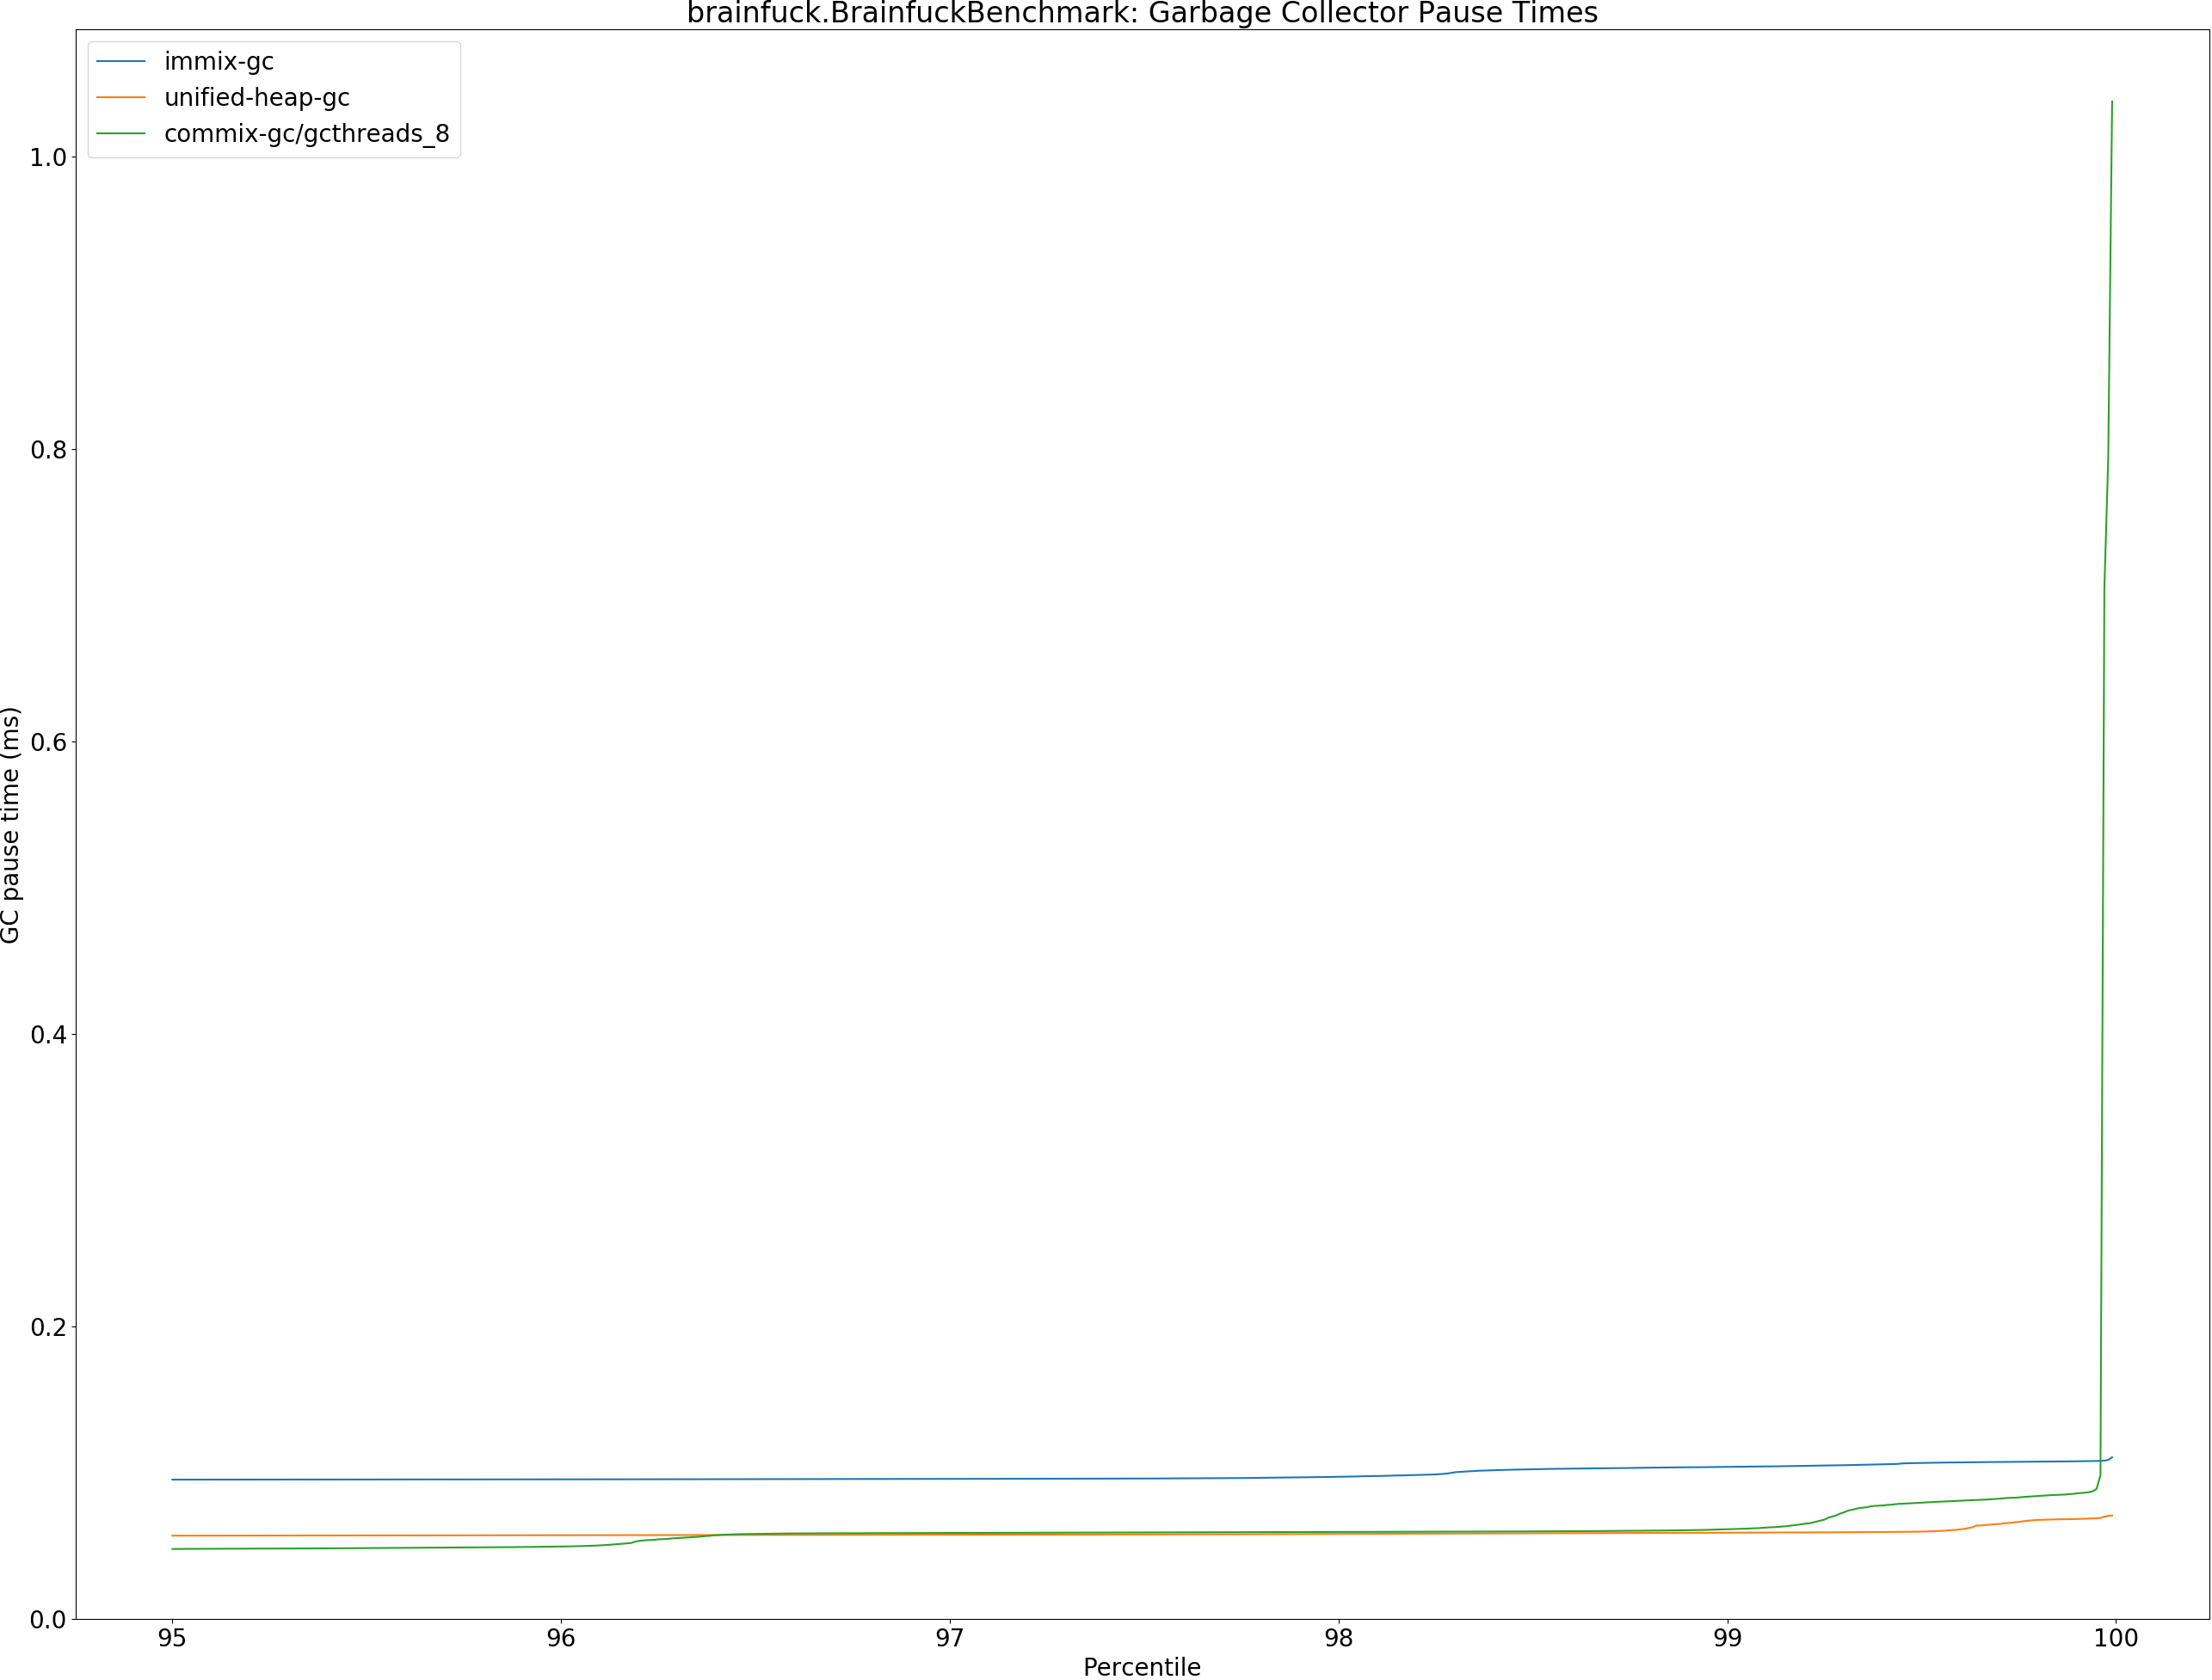 brainfuck.BrainfuckBenchmark: Garbage Collector Pause Times
immix-gc
unified-heap-gc
commix-gc/gcthreads_8
1.0
0.8
0.6
0.4
0.2
0.0
GC pause time (ms)
95 96 97 98 99 100
Percentile